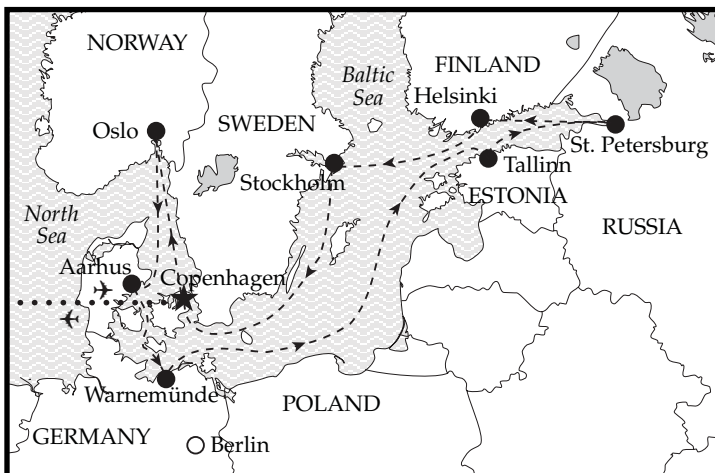 NORWAY
Baltic
Sea
FINLAND
Helsinki
Oslo
SWEDEN
St. Petersburg
Tallinn
Stockholm
ESTONIA
North
Sea
RUSSIA
Aarhus
Copenhagen
Warnemünde
POLAND
GERMANY
Berlin